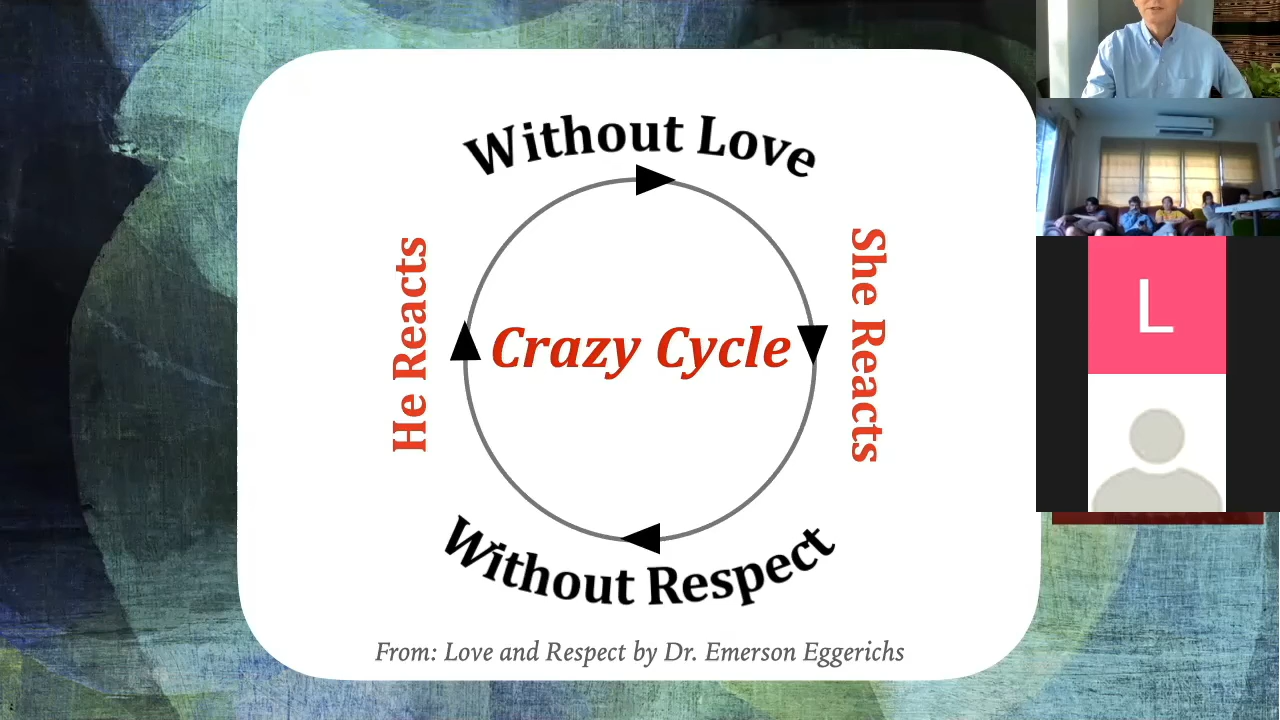 Without Love
She Reacts
He Reacts
Crazy Cycle
Without Respect
From: Love and Respect by Dr. Emerson Eggerichs
L